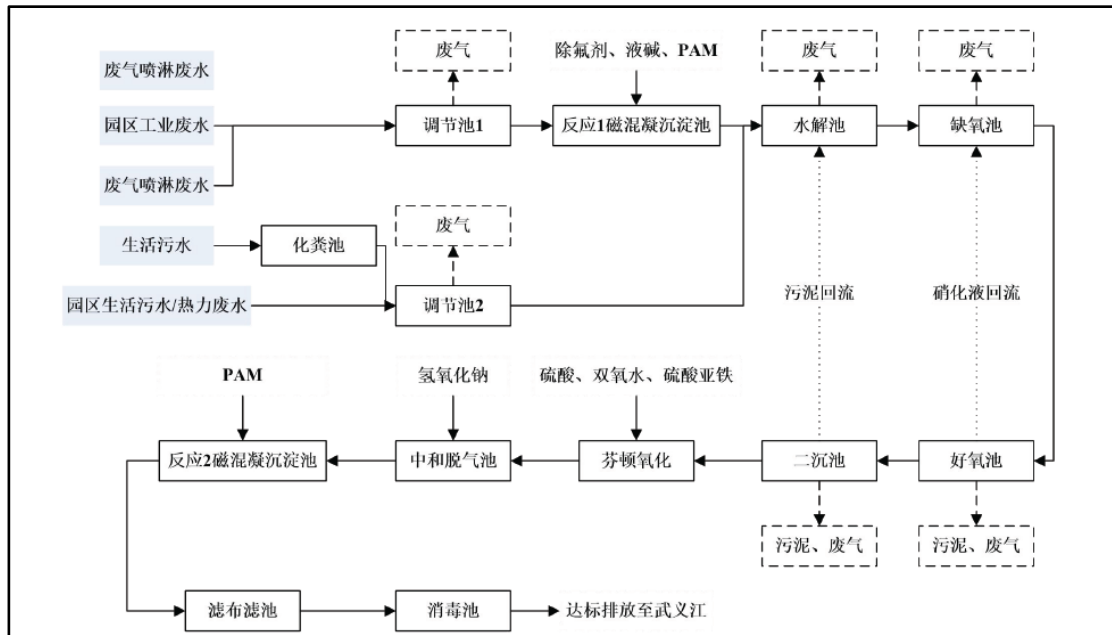 废气
除氟剂、液碱、PAM
废气
废气
废气喷淋废水
园区工业废水
调节池1
反应1磁混凝沉淀池
水解池
缺氧池
废气喷淋废水
废气
生活污水
化粪池
园区生活污水/热力废水
调节池2
污泥回流
硝化液回流
PAM
氢氧化钠
硫酸、双氧水、硫酸亚铁
反应2磁混凝沉淀池
中和脱气池
芬顿氧化
二沉池
好氧池
污泥、废气
污泥、废气
滤布滤池
消毒池
达标排放至武义江